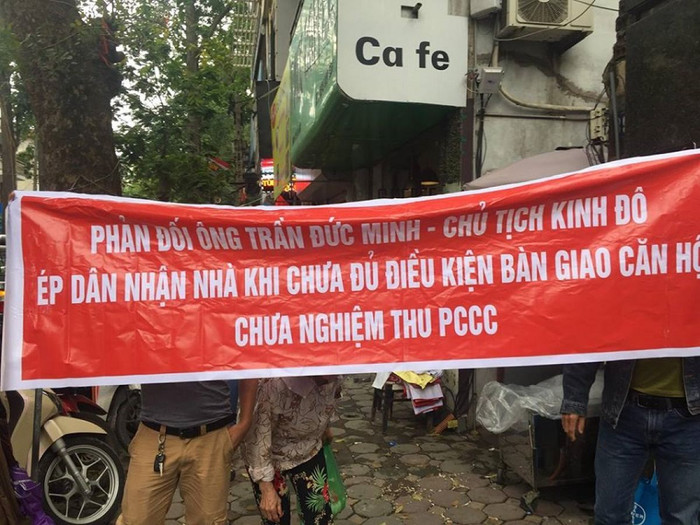 Ca fe
PHẢN ĐỐI ÔNG TRẦN ĐỨC MINH - CHỦ TỊCH KINH ĐÔ
ÉP DÂN NHẬN NHÀ KHI CHƯA ĐỦ ĐIỀU KIỆN BÀN GIAO CĂN HỘ
CHƯA NGHIỆM THU PCCC